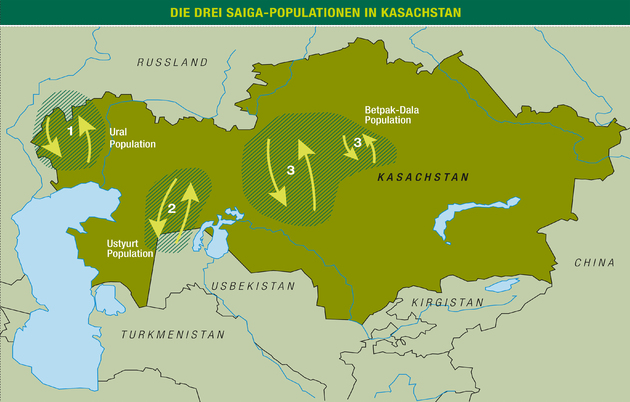 DIE DREI SAIGA-POPULATIONEN IN KASACHSTAN
RUSSLAND
Betpak-Dala
Population
1
Ural
Population
3
3
KASACHSTAN
2
Ustyurt
Population
CHINA
USBEKISTAN
KIRGISTAN
TURKMENISTAN